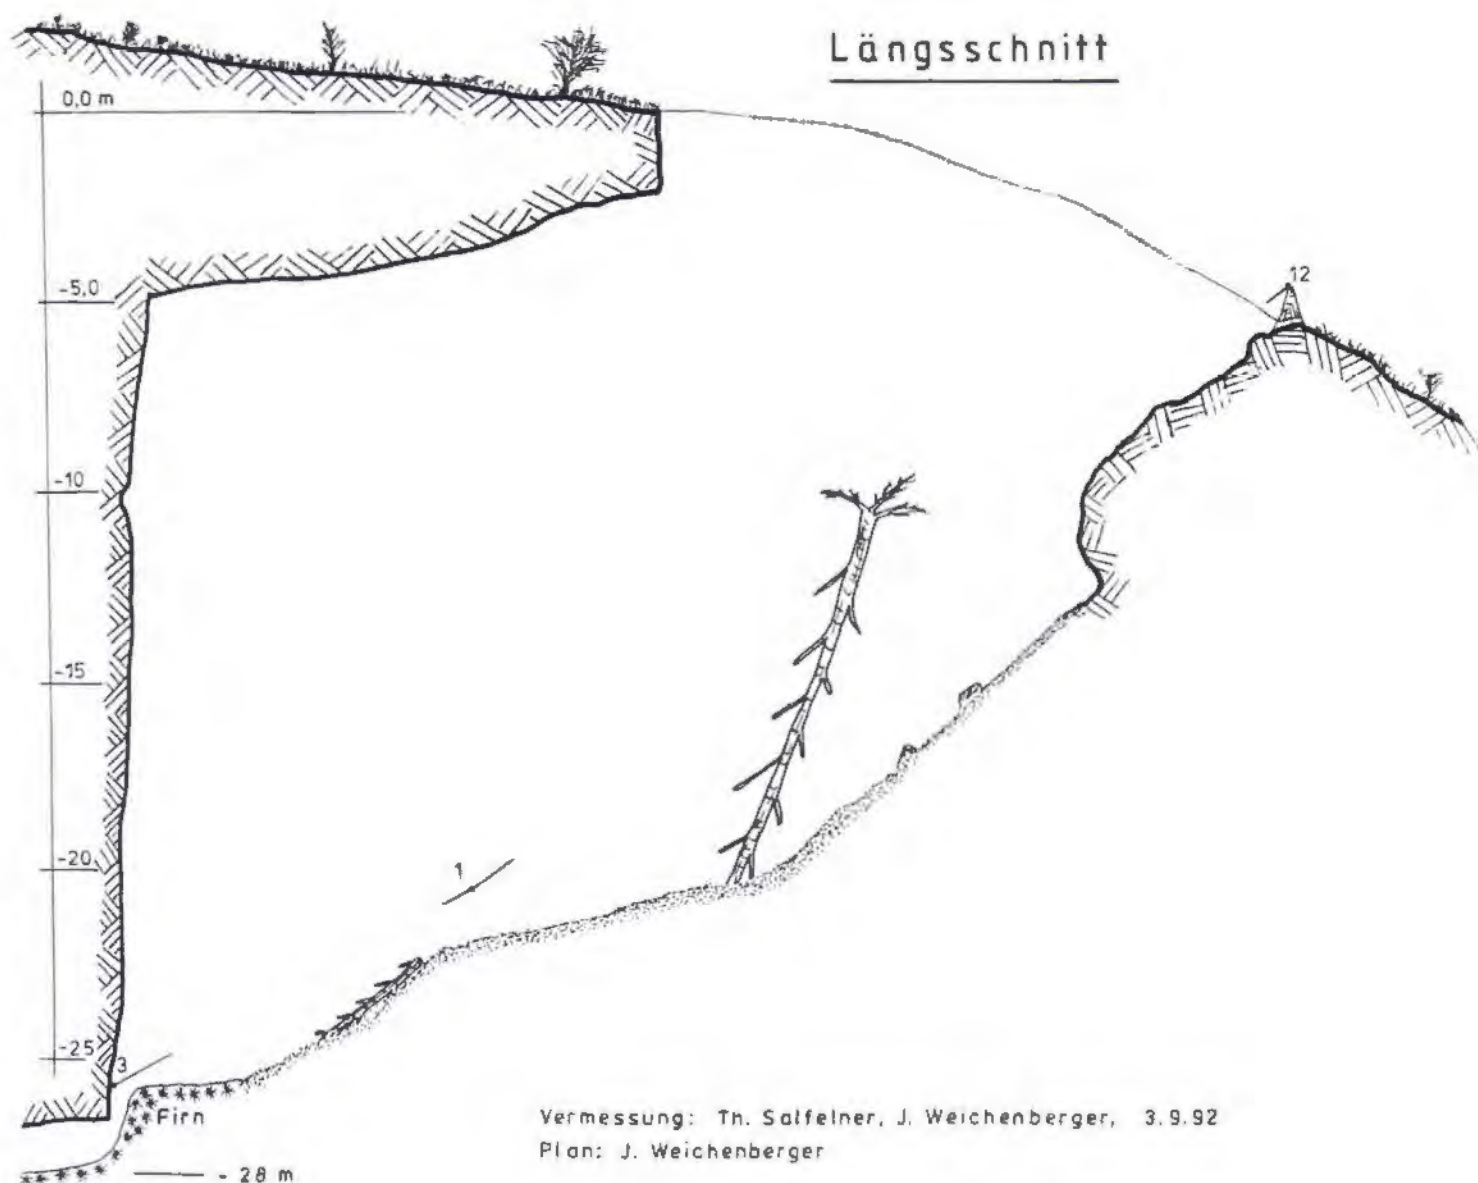 Längsschnitt
0,0 m
-5,0
12
-10
-15
-20
1
-25
3
Firn
- 28 m
Vermessung: Th. Salfelner, J. Weichenberger, 3.9.92
Plan: J. Weichenberger